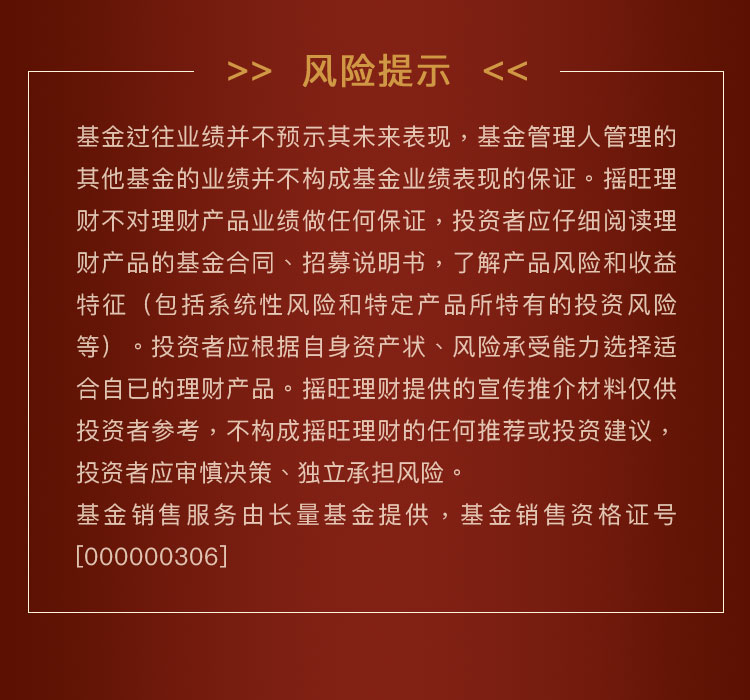 >> 风险提示 <<
基金过往业绩并不预示其未来表现，基金管理人管理的
其他基金的业绩并不构成基金业绩表现的保证。摇旺理
财不对理财产品业绩做任何保证，投资者应仔细阅读理
财产品的基金合同、招募说明书，了解产品风险和收益
特征（包括系统性风险和特定产品所特有的投资风险
等）。投资者应根据自身资产状、风险承受能力选择适
合自已的理财产品。摇旺理财提供的宣传推介材料仅供
投资者参考，不构成摇旺理财的任何推荐或投资建议，
投资者应审慎决策、独立承担风险。
基金销售服务由长量基金提供，基金销售资格证号
[000000306]